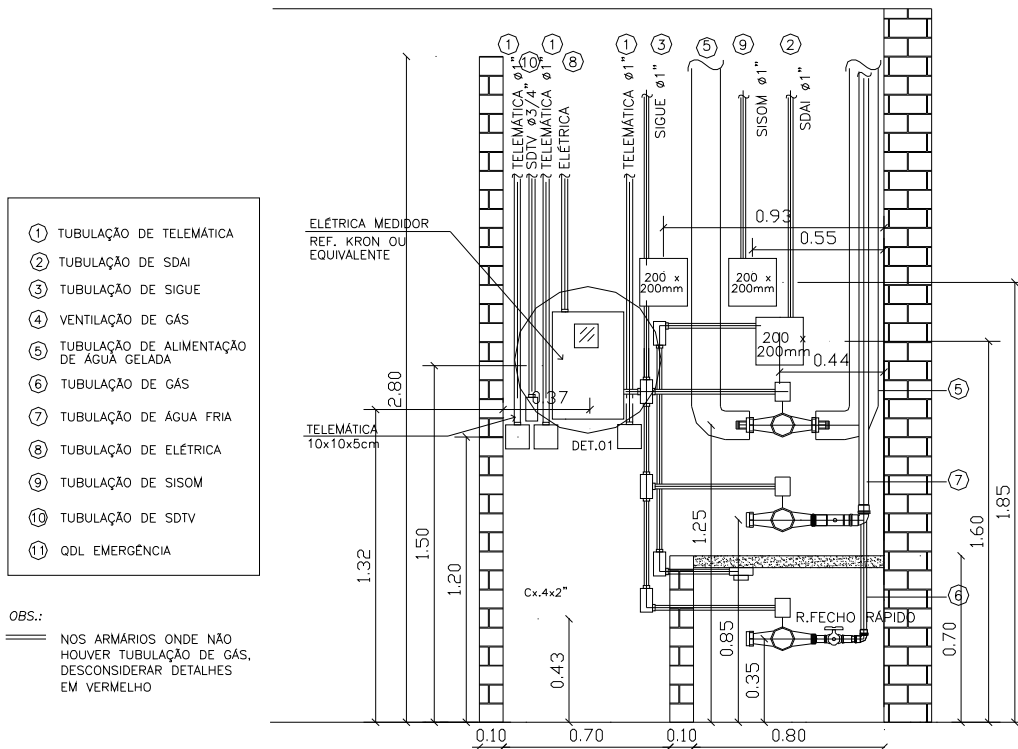 1
1
8
1
3
5
9
2
10
TELEMÁTICA ø1"
SDTV ø3/4"
TELEMÁTICA ø1"
ELÉTRICA
TELEMÁTICA ø1"
SIGUE ø1"
SISOM ø1"
SDAI ø1"
1 TUBULAÇÃO DE TELEMÁTICA
2 TUBULAÇÃO DE SDAI
3 TUBULAÇÃO DE SIGUE
4 VENTILAÇÃO DE GÁS
5 TUBULAÇÃO DE ALIMENTAÇÃO
DE ÁGUA GELADA
6 TUBULAÇÃO DE GÁS
7 TUBULAÇÃO DE ÁGUA FRIA
8 TUBULAÇÃO DE ELÉTRICA
9 TUBULAÇÃO DE SISOM
10 TUBULAÇÃO DE SDTV
11 QDL EMERGÊNCIA
OBS.:
NOS ARMÁRIOS ONDE NÃO
HOUVER TUBULAÇÃO DE GÁS,
DESCONSIDERAR DETALHES
EM VERMELHO
ELÉTRICA MEDIDOR
REF. KRON OU
EQUIVALENTE
TELEMÁTICA
10x10x5cm
DET.01
Cx.4x2"
200 x
200mm
200 x
200mm
200 x
200mm
R.FECHO RÁPIDO
0.93
0.55
0.44
0.37
2.80
1.50
1.32
1.20
0.43
1.25
0.85
0.35
1.85
1.60
0.70
5
7
6
0.10
0.70
0.10
0.80